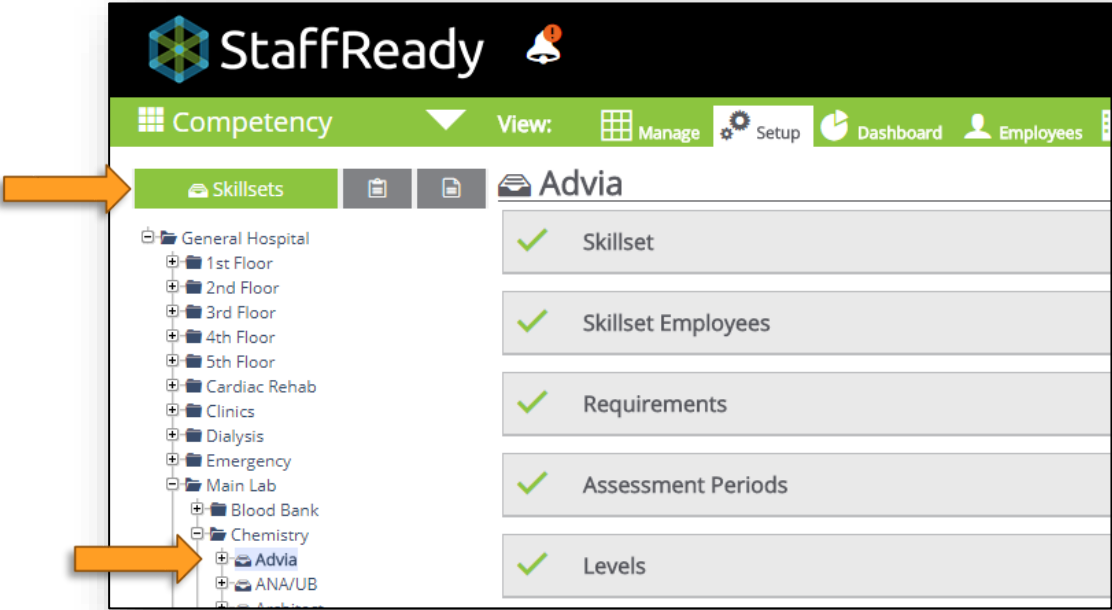 StaffReady
Competency
View:
Manage
Setup
Dashboard
Employees
Skillsets
Advia
General Hospital
1st Floor
2nd Floor
3rd Floor
4th Floor
5th Floor
Cardiac Rehab
Clinics
Dialysis
Emergency
Main Lab
Blood Bank
Chemistry
Advia
ANA/UB
Skillset
Skillset Employees
Requirements
Assessment Periods
Levels